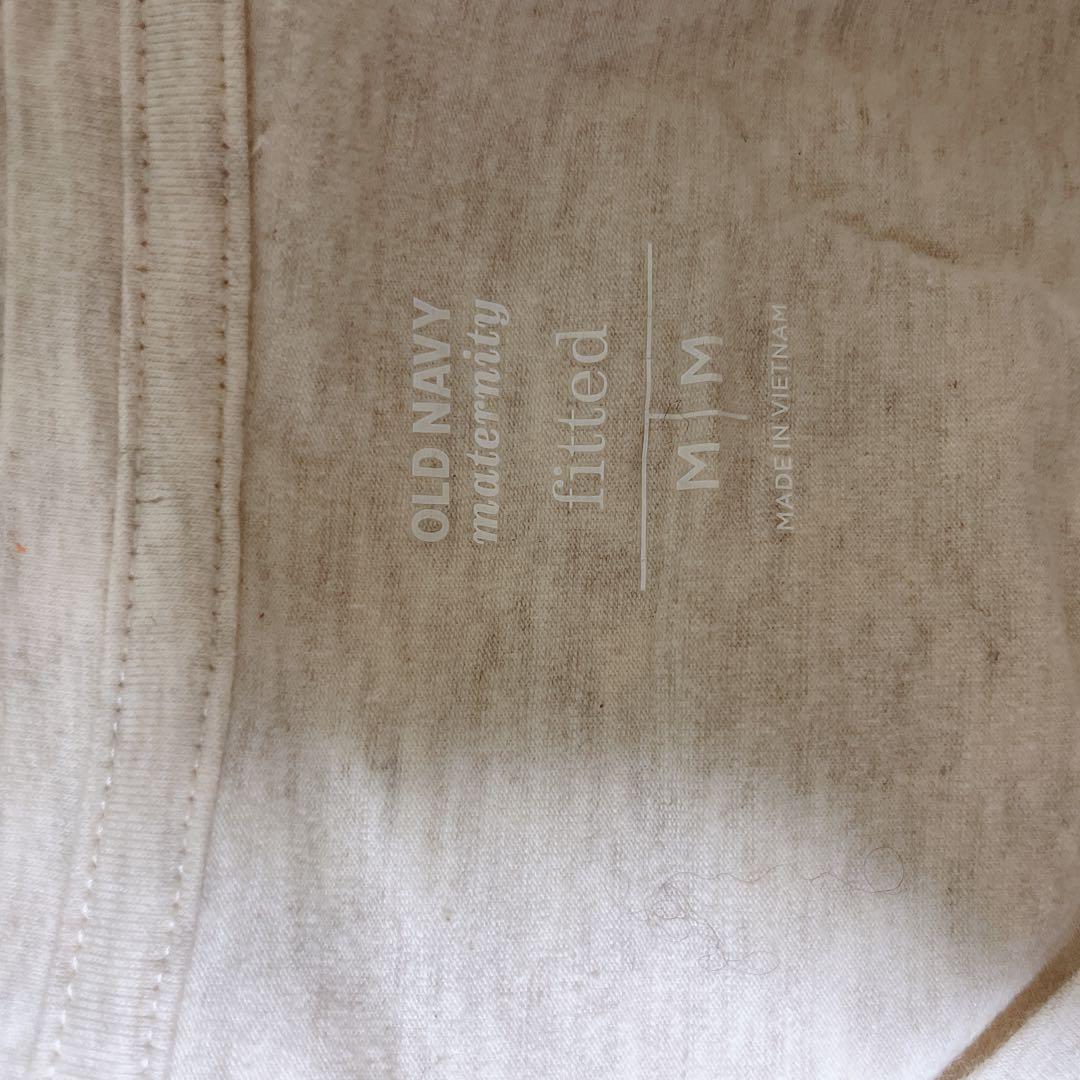 OLD NAVY
maternity
fitted
M | M
MADE IN VIETNAM